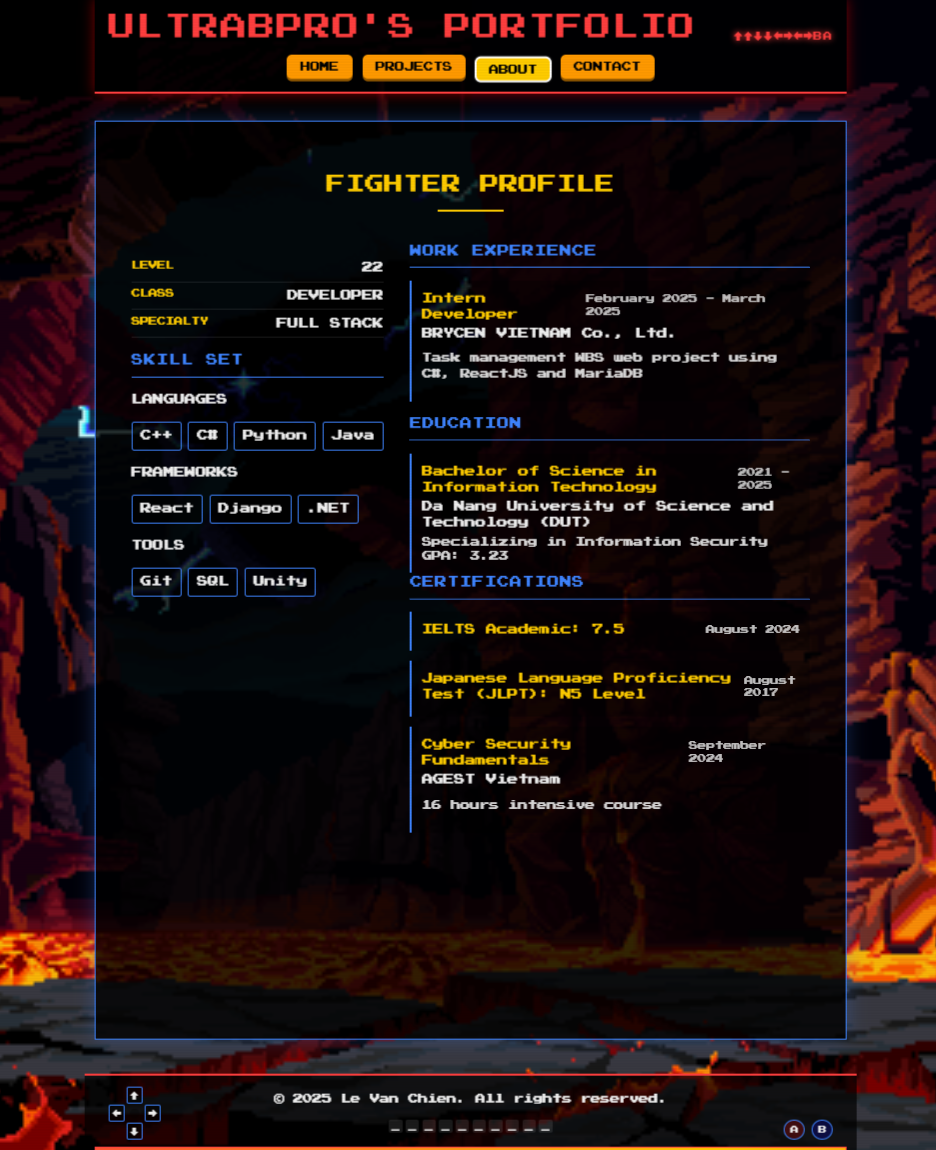 ULTRABPRO'S PORTFOLIO
↑↑↓↓←→←→BA
HOME PROJECTS ABOUT CONTACT
FIGHTER PROFILE
LEVEL 22
CLASS DEVELOPER
SPECIALTY FULL STACK
SKILL SET
LANGUAGES
C++ C# Python Java
FRAMEWORKS
React Django .NET
TOOLS
Git SQL Unity
WORK EXPERIENCE
Intern
Developer
February 2025 - March
2025
BRYCEN VIETNAM Co., Ltd.
Task management WBS web project using
C#, ReactJS and MariaDB
EDUCATION
Bachelor of Science in
Information Technology
2021 -
2025
Da Nang University of Science and
Technology (DUT)
Specializing in Information Security
GPA: 3.23
CERTIFICATIONS
IELTS Academic: 7.5 August 2024
Japanese Language Proficiency
Test (JLPT): N5 Level
August
2017
Cyber Security
Fundamentals
September
2024
AGEST Vietnam
16 hours intensive course
↑
← →
↓
© 2025 Le Van Chien. All rights reserved.
_ _ _ _ _ _ _ _ _ _
A B